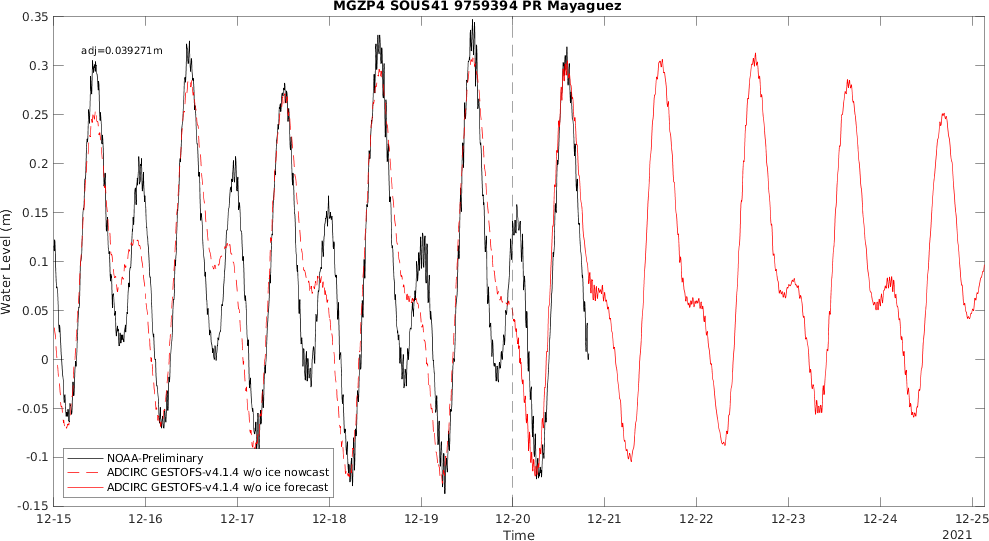 MGZP4 SOUS41 9759394 PR Mayaguez
adj=0.039271m
Water Level (m)
0.35
0.3
0.25
0.2
0.15
0.1
0.05
0
-0.05
-0.1
-0.15
NOAA-Preliminary
ADCIRC GESTOFS-v4.1.4 w/o ice nowcast
ADCIRC GESTOFS-v4.1.4 w/o ice forecast
12-15 12-16 12-17 12-18 12-19 12-20 12-21 12-22 12-23 12-24 12-25
Time
2021